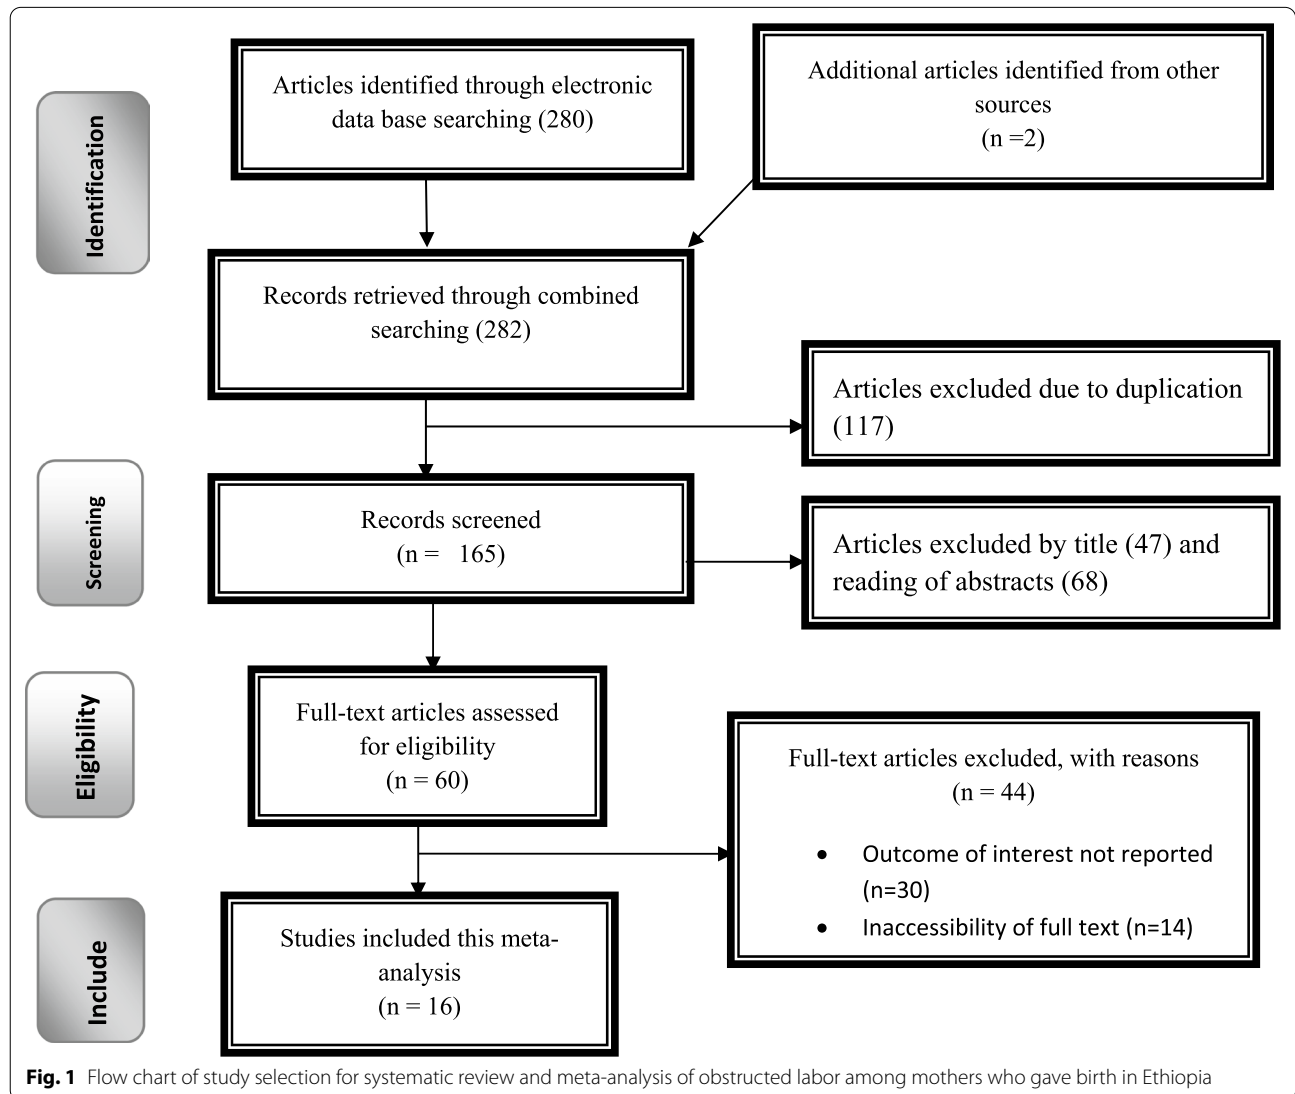 Identification
Articles identified through electronic
data base searching (280)
Additional articles identified from other
sources
(n =2)
Records retrieved through combined
searching (282)
Articles excluded due to duplication
(117)
Screening
Records screened
(n =   165)
Articles excluded by title (47) and
reading of abstracts (68)
Eligibility
Full-text articles assessed
for eligibility
(n = 60)
Full-text articles excluded, with reasons
(n = 44)
• Outcome of interest not reported
(n=30)
• Inaccessibility of full text (n=14)
Include
Studies included this meta-
analysis
(n = 16)
Fig. 1 Flow chart of study selection for systematic review and meta-analysis of obstructed labor among mothers who gave birth in Ethiopia